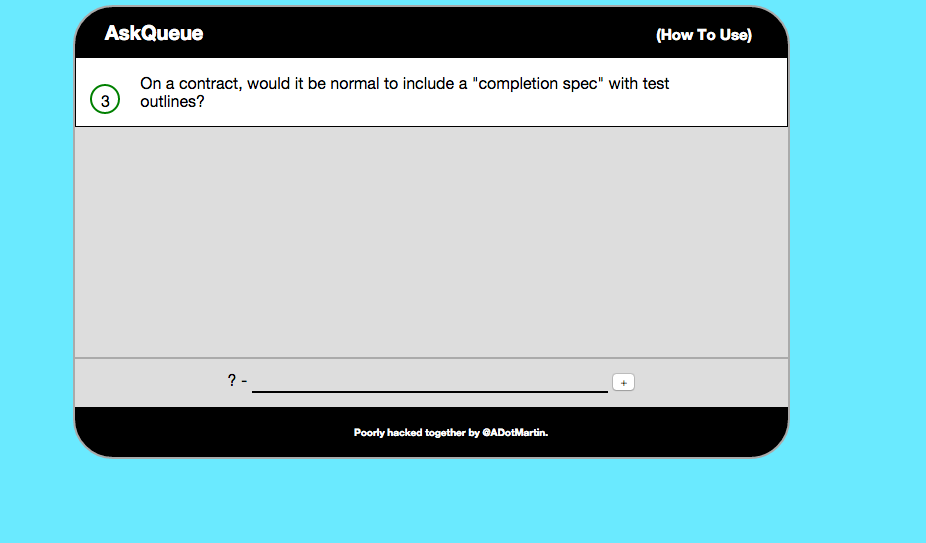 AskQueue
(How To Use)
3
On a contract, would it be normal to include a "completion spec" with test
outlines?
? -
+
Poorly hacked together by @ADotMartin.